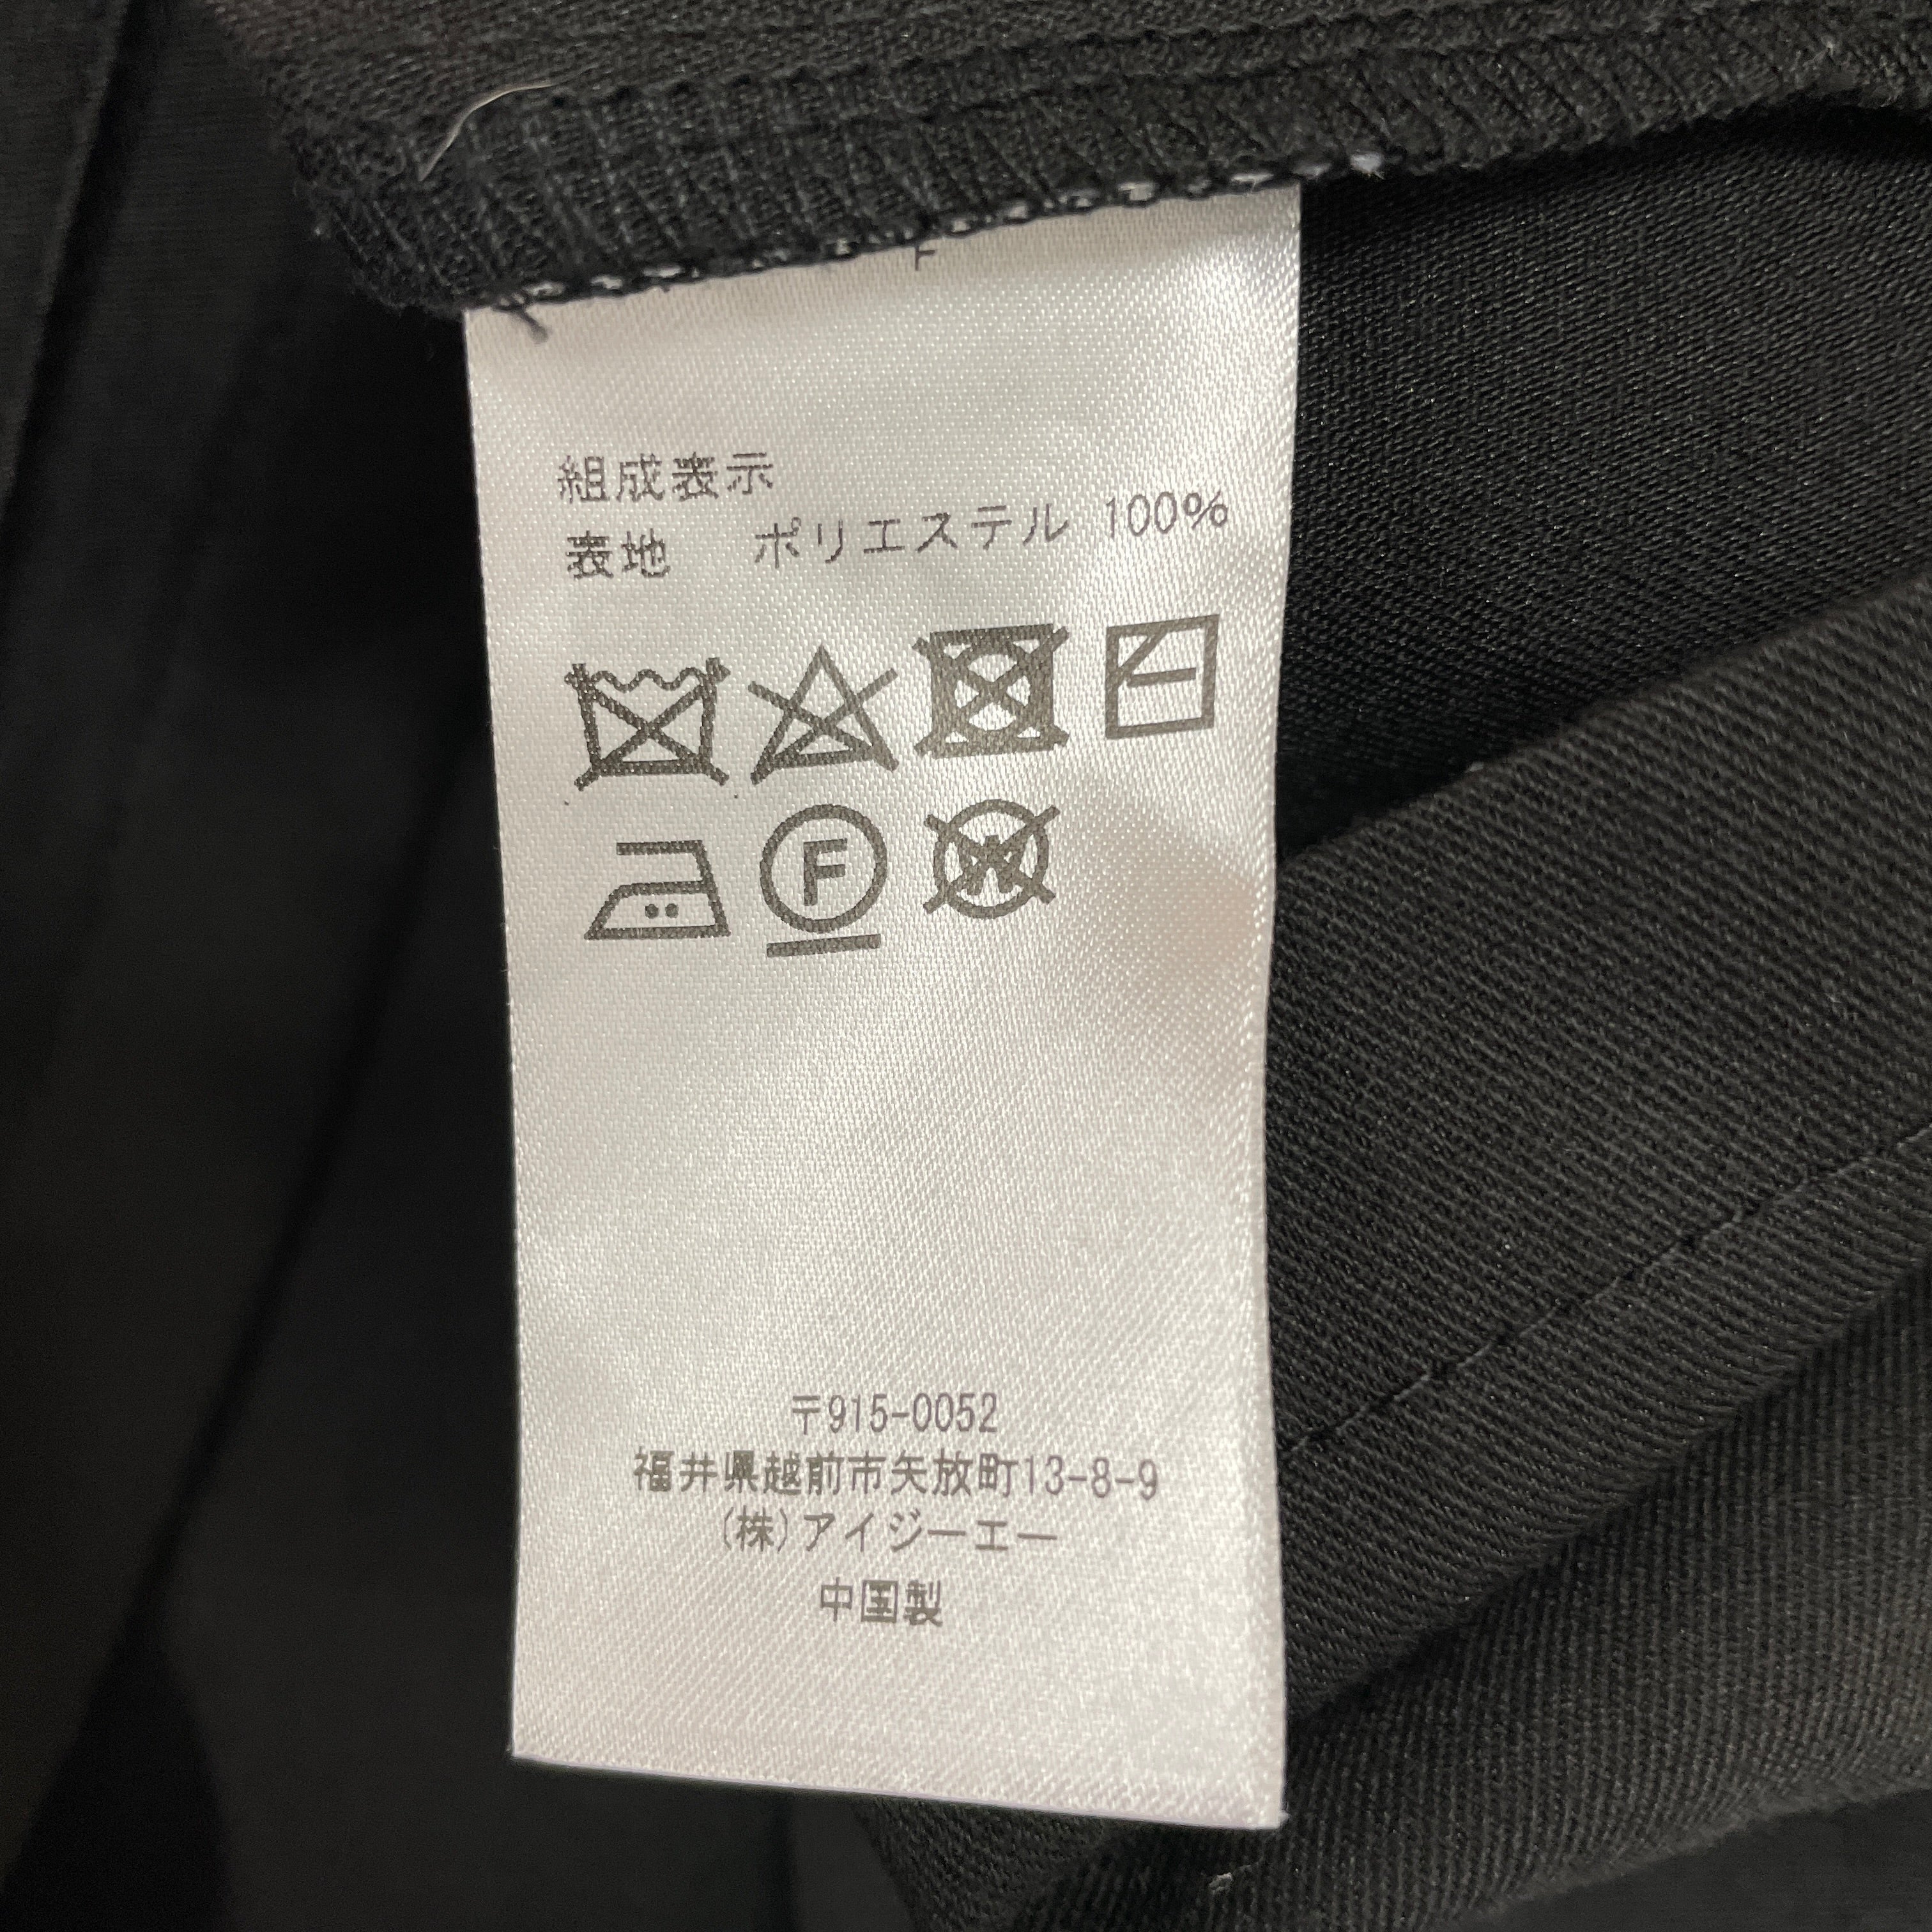 F
組成表示
表地 ポリエステル 100%
F
W
〒915-0052
福井県越前市矢放町13-8-9
(株)アイジーエー
中国製